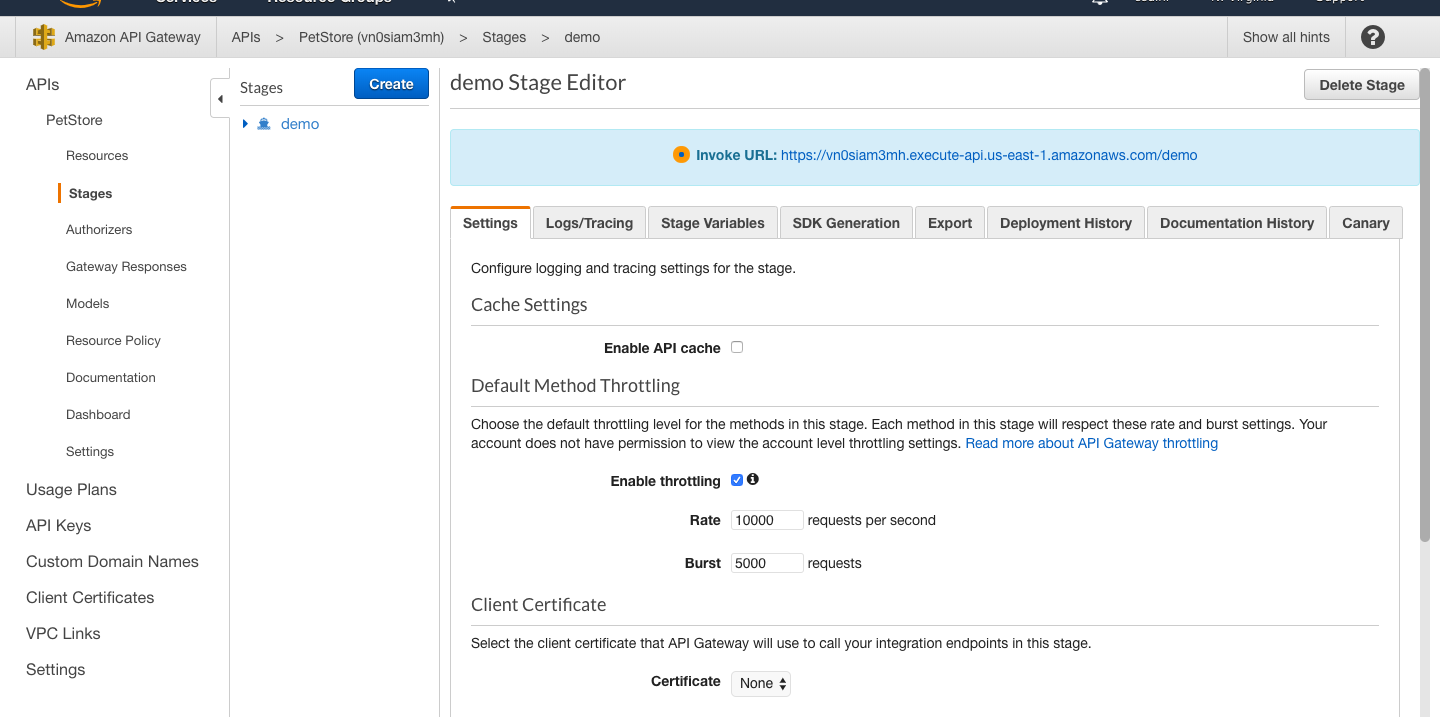 Services
Resource Groups
N. Virginia
Support
Amazon API Gateway
APIs > PetStore (vn0siam3mh) > Stages > demo
Show all hints
APIs
PetStore
Resources
Stages
Authorizers
Gateway Responses
Models
Resource Policy
Documentation
Dashboard
Settings
Usage Plans
API Keys
Custom Domain Names
Client Certificates
VPC Links
Settings
Stages
Create
demo
demo Stage Editor
Delete Stage
Invoke URL: https://vn0siam3mh.execute-api.us-east-1.amazonaws.com/demo
Settings
Logs/Tracing
Stage Variables
SDK Generation
Export
Deployment History
Documentation History
Canary
Configure logging and tracing settings for the stage.
Cache Settings
Enable API cache
Default Method Throttling
Choose the default throttling level for the methods in this stage. Each method in this stage will respect these rate and burst settings. Your
account does not have permission to view the account level throttling settings. Read more about API Gateway throttling
Enable throttling
Rate 10000 requests per second
Burst 5000 requests
Client Certificate
Select the client certificate that API Gateway will use to call your integration endpoints in this stage.
Certificate None